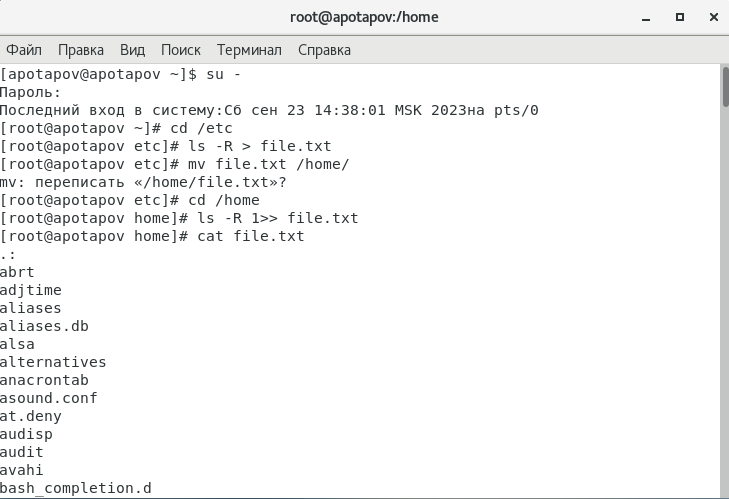 root@apotapov:/home
Файл Правка Вид Поиск Терминал Справка
[apotapov@apotapov ~]$ su -
Пароль:
Последний вход в систему:Сб сен 23 14:38:01 MSK 2023на pts/0
[root@apotapov ~]# cd /etc
[root@apotapov etc]# ls -R > file.txt
[root@apotapov etc]# mv file.txt /home/
mv: переписать «/home/file.txt»?
[root@apotapov etc]# cd /home
[root@apotapov home]# ls -R 1>> file.txt
[root@apotapov home]# cat file.txt
.:
abrt
adjtime
aliases
aliases.db
alsa
alternatives
anacrontab
asound.conf
at.deny
audisp
audit
avahi
bash_completion.d